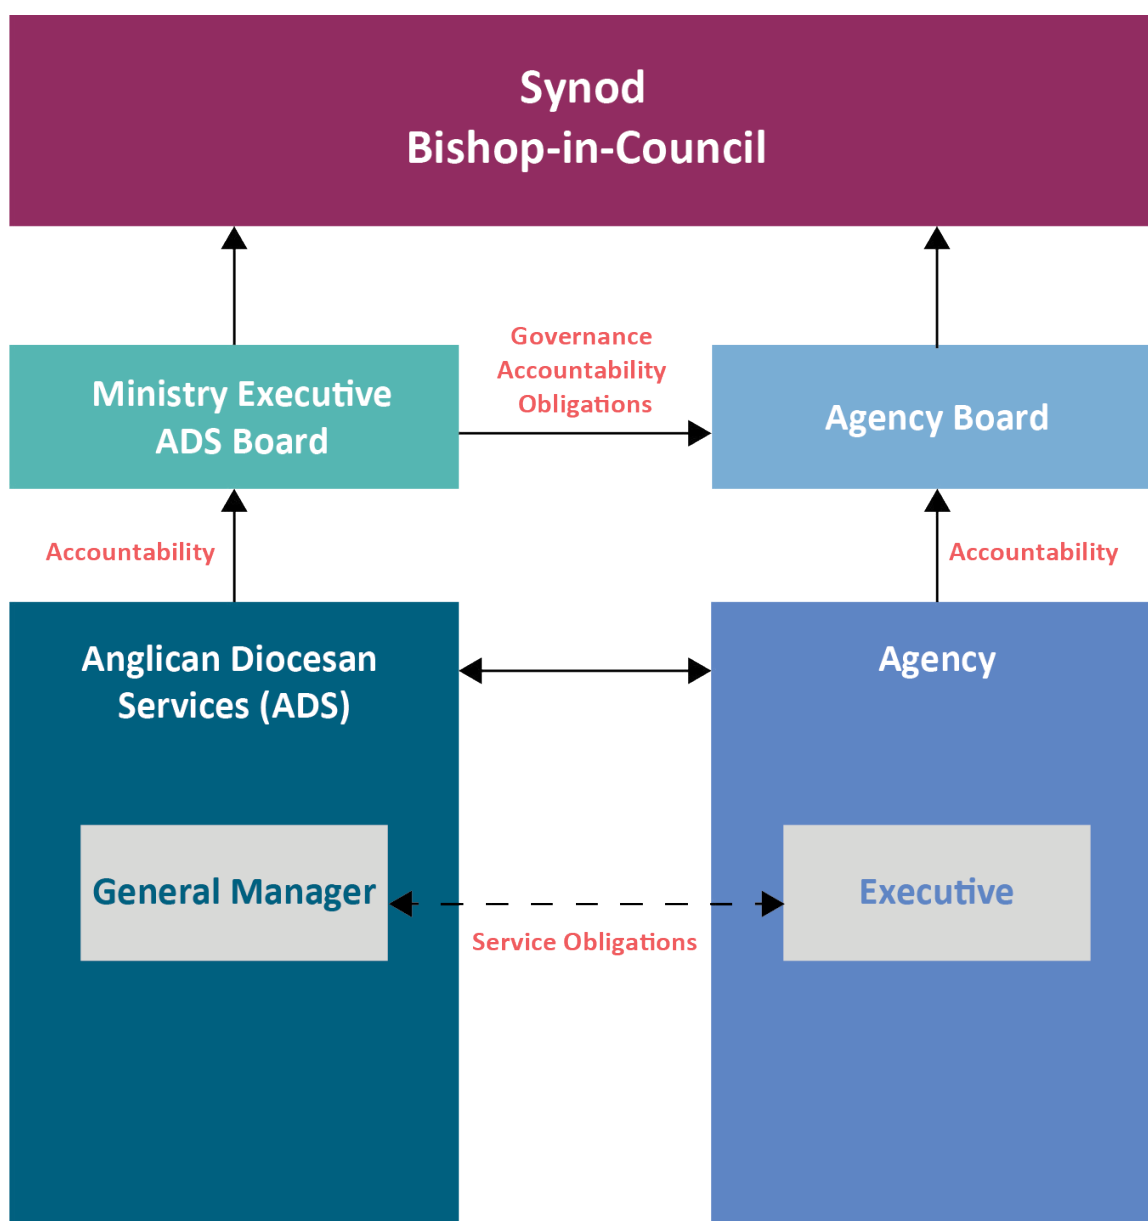 Synod
Bishop-in-Council
Governance
Accountability
Obligations
Ministry Executive
ADS Board
Agency Board
Accountability
Accountability
Anglican Diocesan
Services (ADS)
Agency
General Manager
Executive
Service Obligations